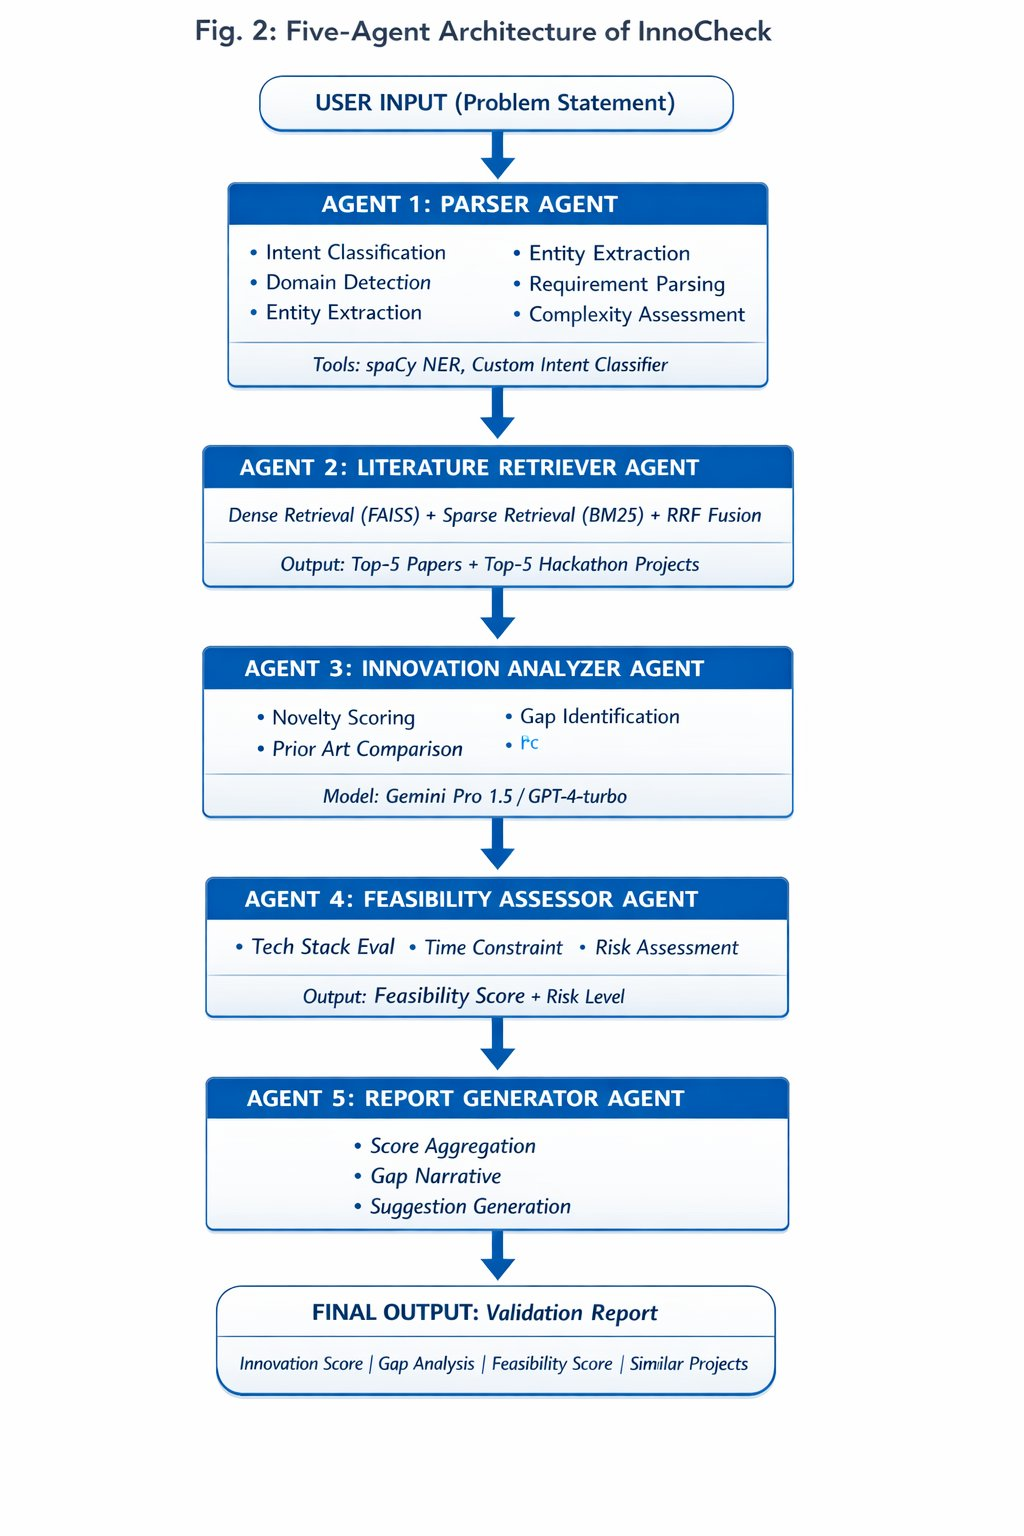 Fig. 2: Five-Agent Architecture of InnoCheck
USER INPUT (Problem Statement)
AGENT 1: PARSER AGENT
• Intent Classification
• Domain Detection
• Entity Extraction
• Entity Extraction
• Requirement Parsing
• Complexity Assessment
Tools: spaCy NER, Custom Intent Classifier
AGENT 2: LITERATURE RETRIEVER AGENT
Dense Retrieval (FAISS) + Sparse Retrieval (BM25) + RRF Fusion
Output: Top-5 Papers + Top-5 Hackathon Projects
AGENT 3: INNOVATION ANALYZER AGENT
• Novelty Scoring
• Prior Art Comparison
• Gap Identification
•
Model: Gemini Pro 1.5 / GPT-4-turbo
AGENT 4: FEASIBILITY ASSESSOR AGENT
• Tech Stack Eval • Time Constraint • Risk Assessment
Output: Feasibility Score + Risk Level
AGENT 5: REPORT GENERATOR AGENT
• Score Aggregation
• Gap Narrative
• Suggestion Generation
FINAL OUTPUT: Validation Report
Innovation Score | Gap Analysis | Feasibility Score | Similar Projects